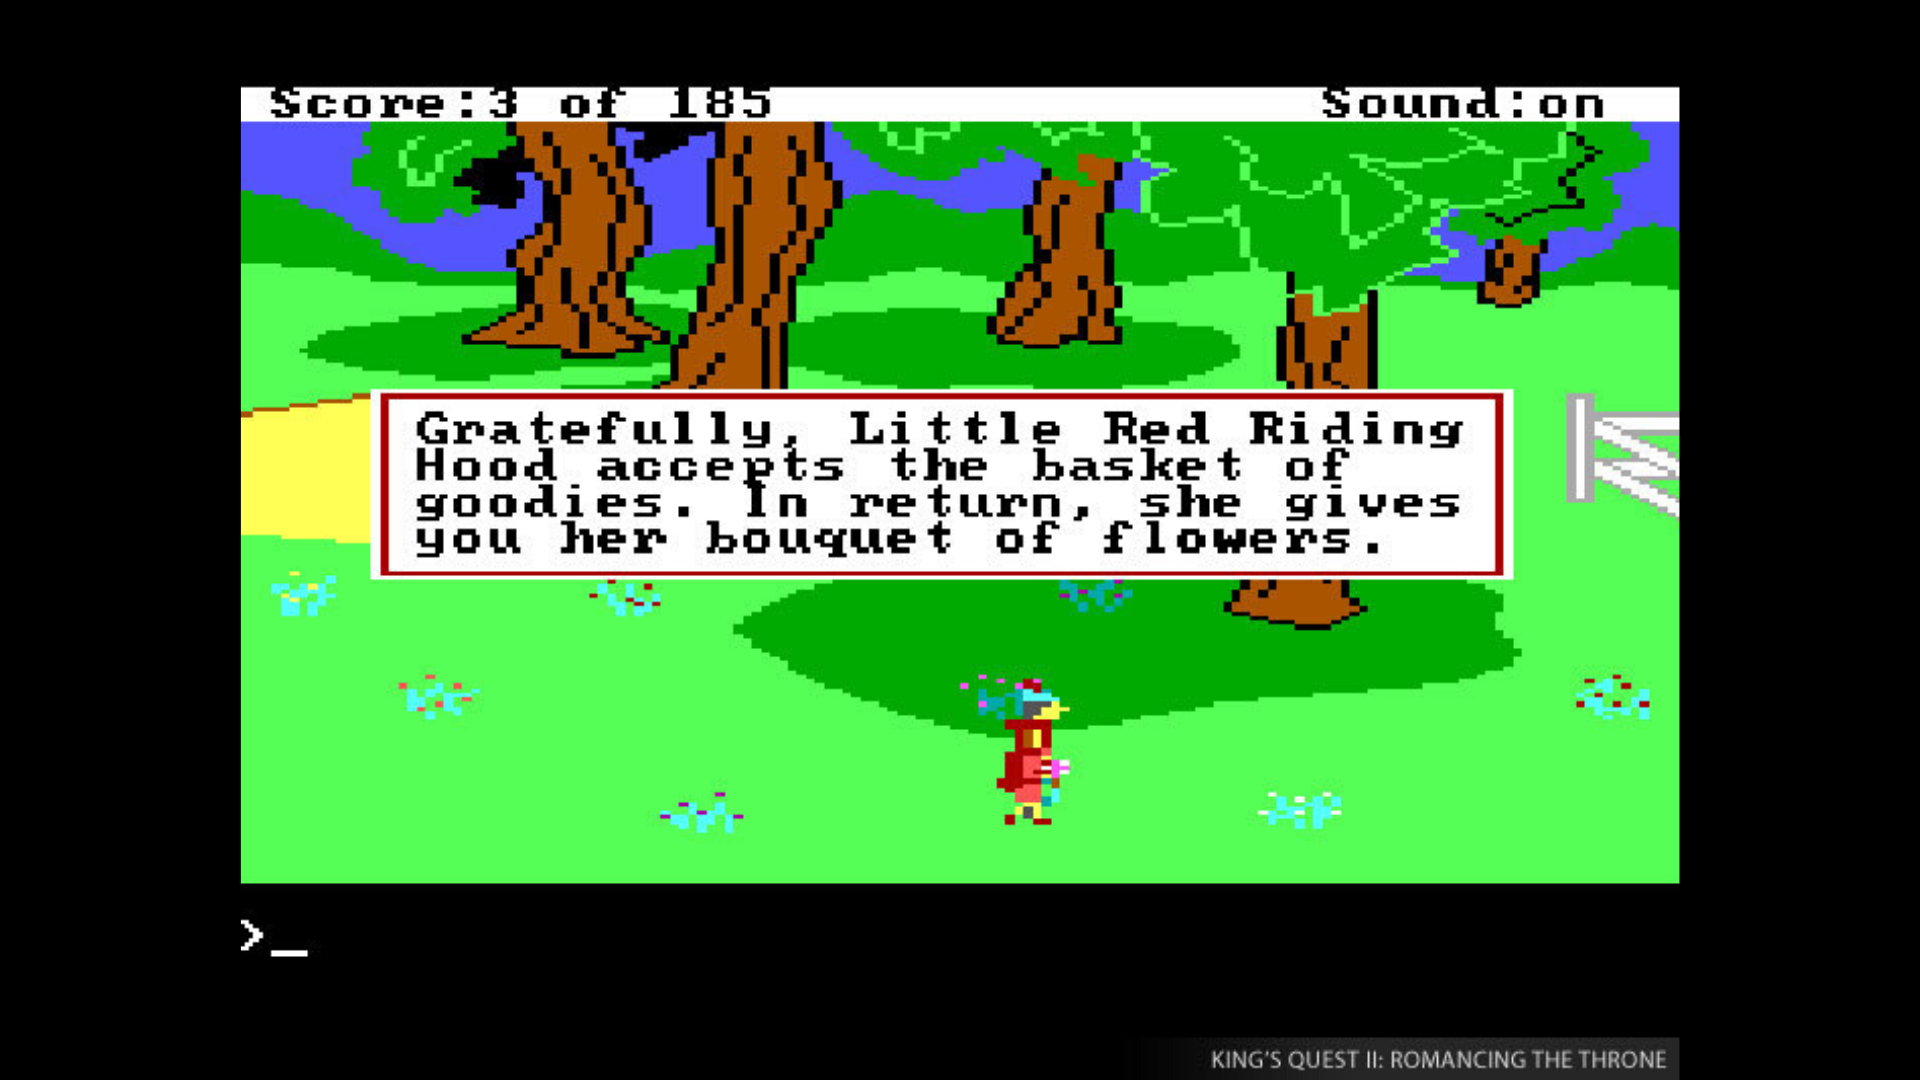 Score:3 of 185 Sound:on
Gratefully, Little Red Riding
Hood accepts the basket of
goodies. In return, she gives
you her bouquet of flowers.
>_
KING'S QUEST II: ROMANCING THE THRONE